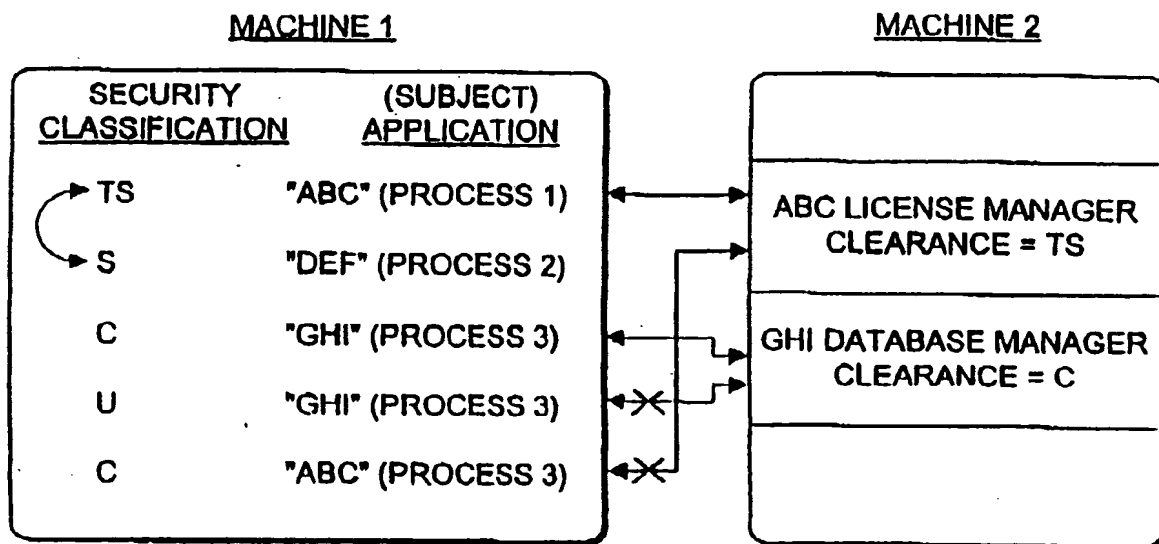 MACHINE 1
MACHINE 2
SECURITY CLASSIFICATION
(SUBJECT) APPLICATION
TS "ABC" (PROCESS 1)
S "DEF" (PROCESS 2)
C "GHI" (PROCESS 3)
U "GHI" (PROCESS 3)
C "ABC" (PROCESS 3)
ABC LICENSE MANAGER
CLEARANCE = TS
GHI DATABASE MANAGER
CLEARANCE = C